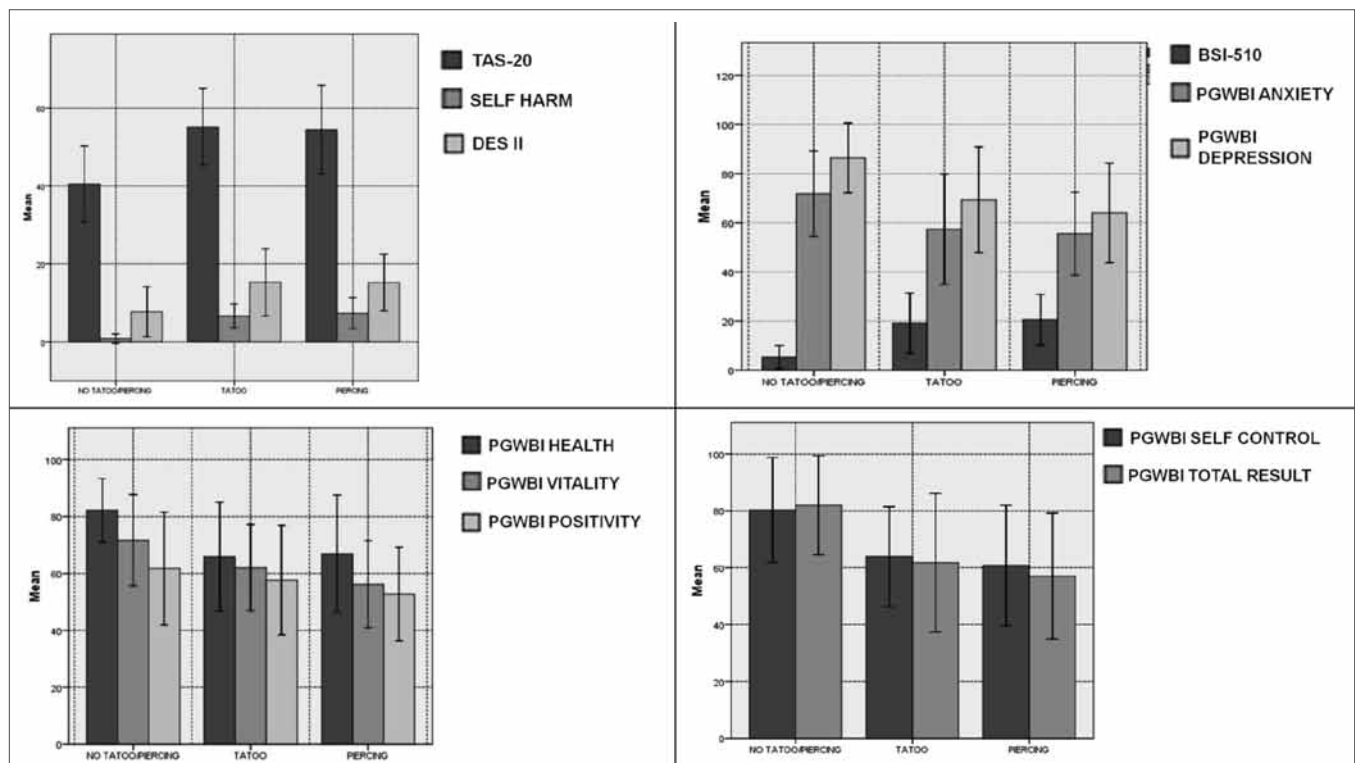 TAS-20
SELF HARM
DES II
Mean
60
40
20
0
NO TATOO/PIERCING
TATOO
PIERCING
BSI-510
PGWBI ANXIETY
PGWBI
DEPRESSION
Mean
120
100
80
60
40
20
0
NO TATOO/PIERCING
TATOO
PIERCING
PGWBI HEALTH
PGWBI VITALITY
PGWBI POSITIVITY
Mean
100
80
60
40
20
0
NO TATOO/PIERCING
TATOO
PIERCING
PGWBI SELF CONTROL
PGWBI TOTAL RESULT
Mean
100
80
60
40
20
0
NO TATOO/PIERCING
TATOO
PIERCING